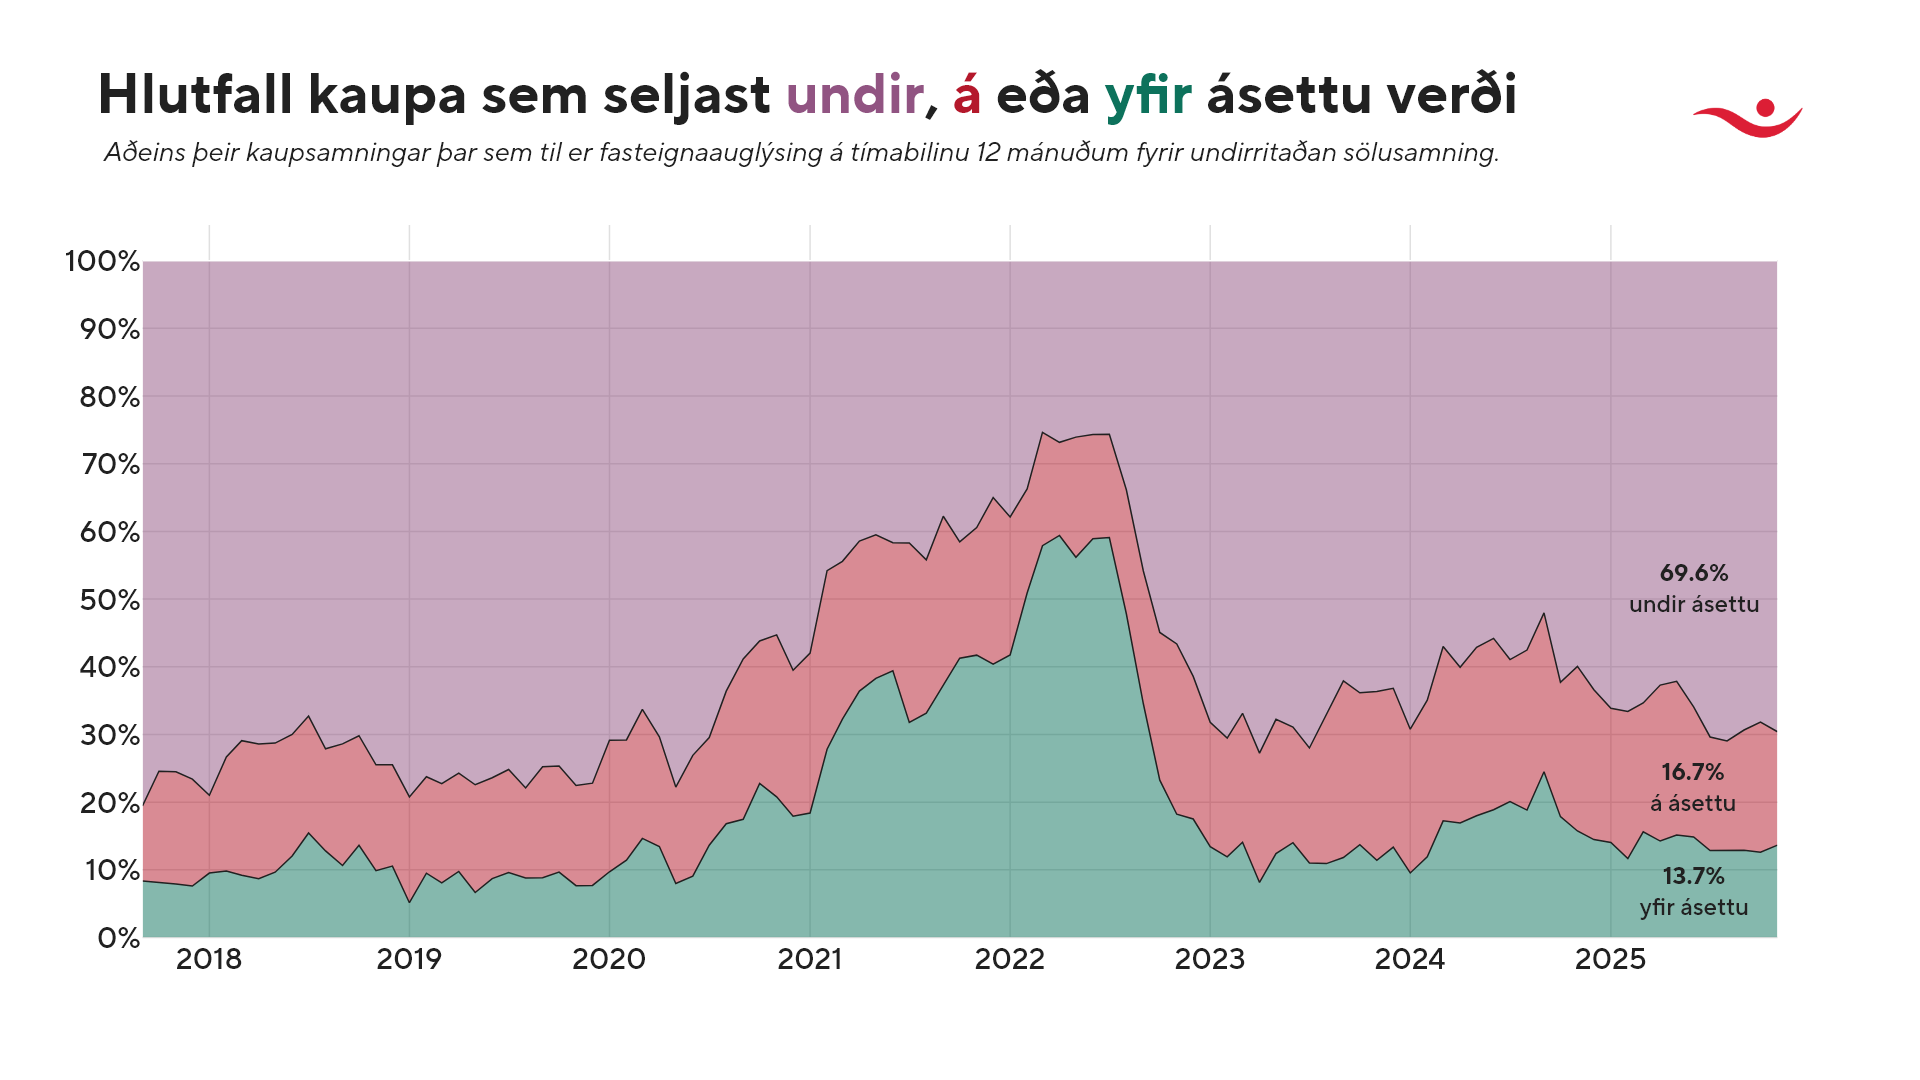 Hlutfall kaupa sem seljast undir, á eða yfir ásettu verði
Aðeins þeir kaupsamningar þar sem til er fasteignaauglýsing á tímabilinu 12 mánuðum fyrir undirritaðan sölusamning.
100%
90%
80%
70%
60%
50%
40%
30%
20%
10%
0%
69.6%
undir ásettu
16.7%
á ásettu
13.7%
yfir ásettu
2018 2019 2020 2021 2022 2023 2024 2025